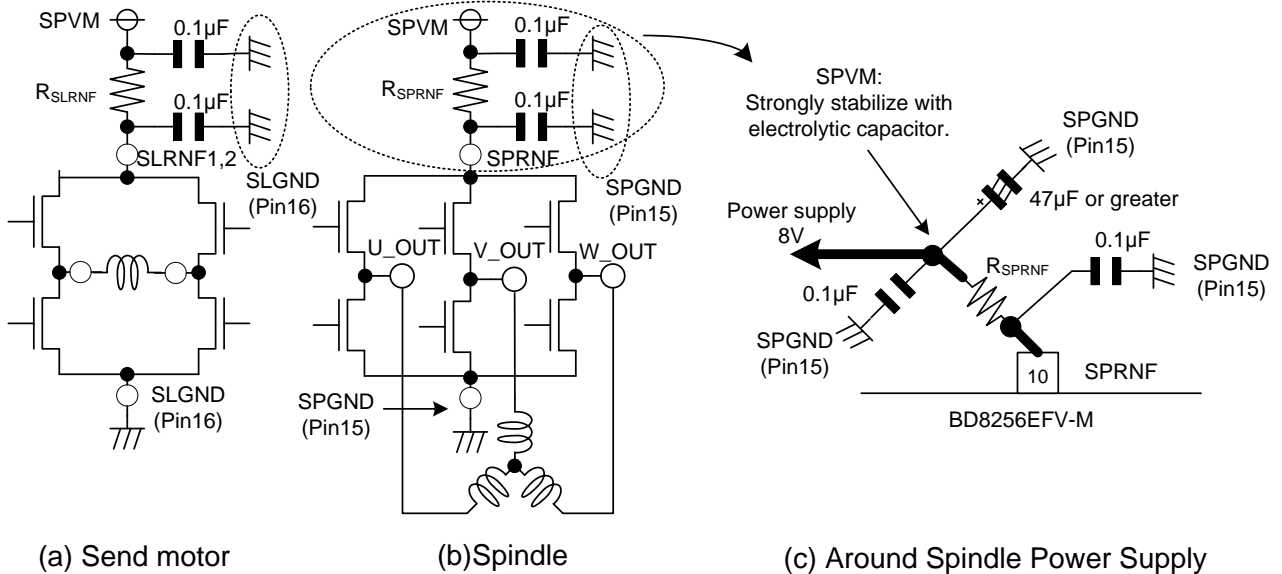 SPVM
0.1µF
RSLRNF
0.1µF
SLRNF1,2
SLGND
(Pin16)
SLGND
(Pin16)
(a) Send motor
SPVM
0.1µF
RSPRNF
0.1µF
SPRNF
SPGND
(Pin15)
U_OUT
V_OUT
W_OUT
SPGND
(Pin15)
(b)Spindle
SPVM:
Strongly stabilize with
electrolytic capacitor.
SPGND
(Pin15)
+
47µF or greater
Power supply
8V
0.1µF
RSPRNF
SPGND
(Pin15)
0.1µF
SPGND
(Pin15)
10
SPRNF
BD8256EFV-M
(c) Around Spindle Power Supply